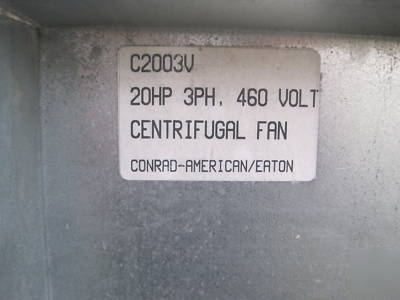 C2003V
20HP 3PH. 460 VOLT
CENTRIFUGAL FAN
CONRAD-AMERICAN/EATON